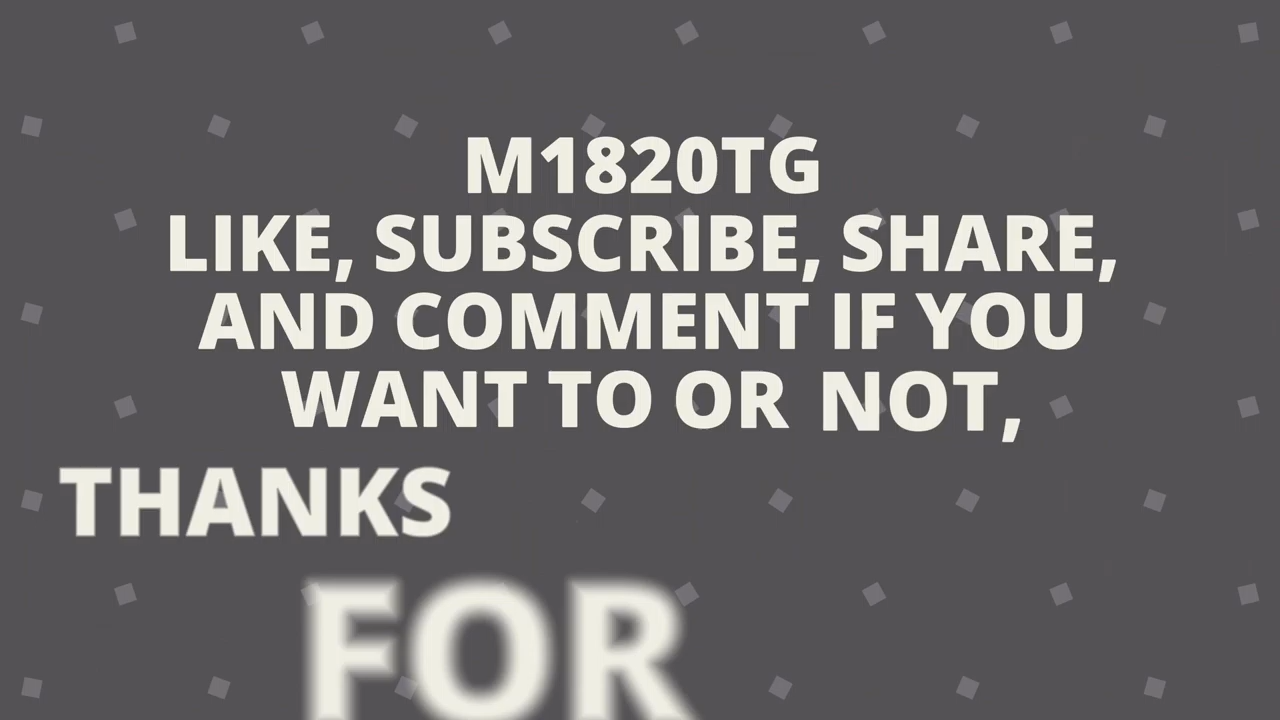 M1820TG
LIKE, SUBSCRIBE, SHARE,
AND COMMENT IF YOU
WANT TO OR NOT,
THANKS
FOR